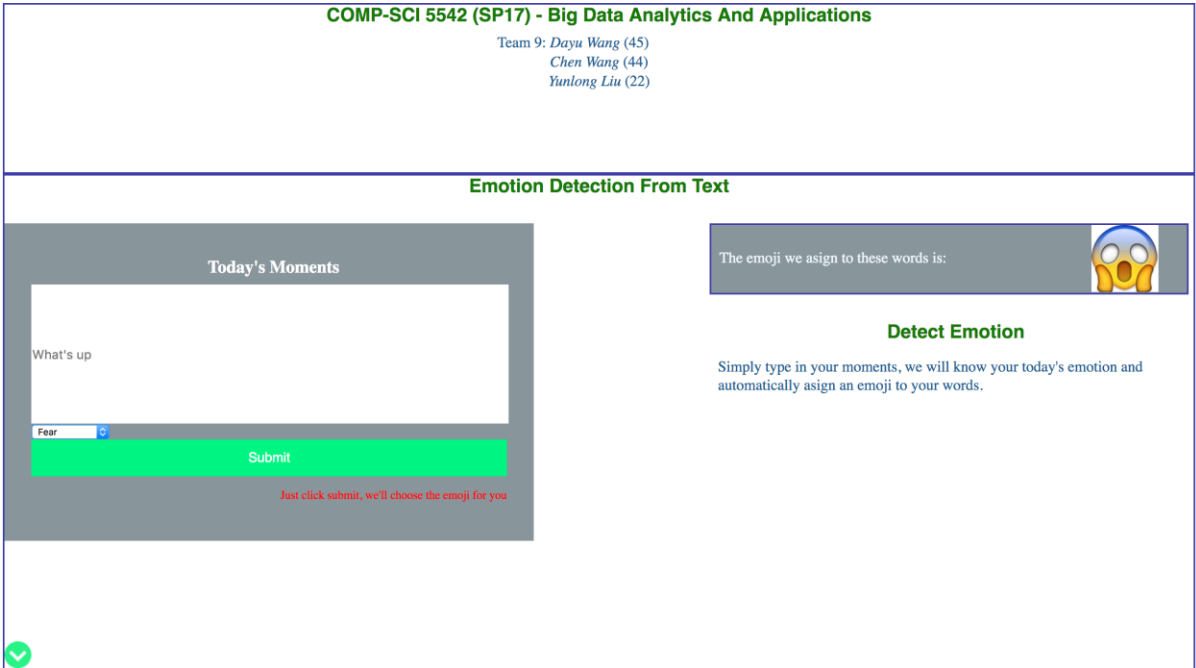 COMP-SCI 5542 (SP17) - Big Data Analytics And Applications
Team 9: Dayu Wang (45)
Chen Wang (44)
Yunlong Liu (22)
Emotion Detection From Text
Today's Moments
What's up
Fear
Submit
Just click submit, we'll choose the emoji for you
The emoji we asign to these words is:
Detect Emotion
Simply type in your moments, we will know your today's emotion and
automatically asign an emoji to your words.